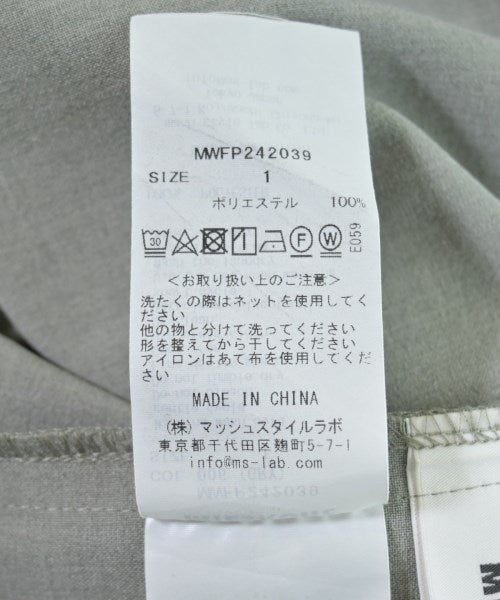 MWFP242039
SIZE 1
ポリエステル 100%
30 F W E059
<お取り扱い上のご注意>
洗たくの際はネットを使用してく
ださい
他の物と分けて洗ってください
形を整えてから干してください
アイロンはあて布を使用してくだ
さい
MADE IN CHINA
(株)マッシュスタイルラボ
東京都千代田区麹町5-7-1
info@ms-lab.com
M